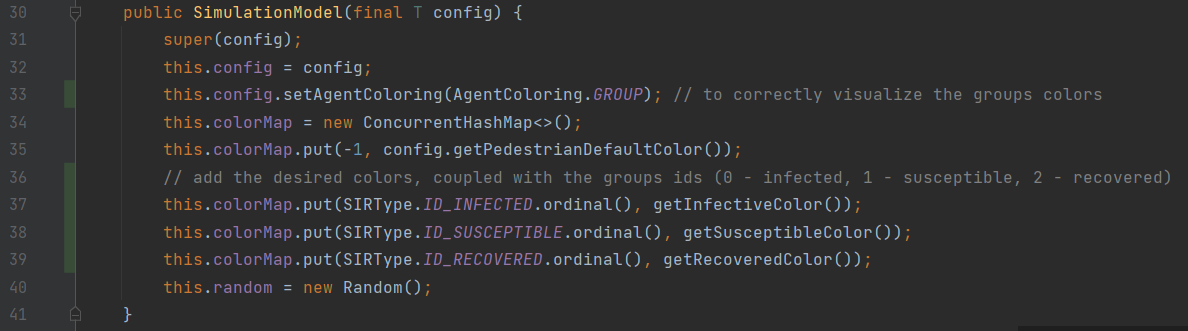 30 public SimulationModel(final T config) {
31 super(config);
32 this.config = config;
33 this.config.setAgentColoring(AgentColoring.GROUP); // to correctly visualize the groups colors
34 this.colorMap = new ConcurrentHashMap<>();
35 this.colorMap.put(-1, config.getPedestrianDefaultColor());
36 // add the desired colors, coupled with the groups ids (0 - infected, 1 - susceptible, 2 - recovered)
37 this.colorMap.put(SIRType.ID_INFECTED.ordinal(), getInfectiveColor());
38 this.colorMap.put(SIRType.ID_SUSCEPTIBLE.ordinal(), getSusceptibleColor());
39 this.colorMap.put(SIRType.ID_RECOVERED.ordinal(), getRecoveredColor());
40 this.random = new Random();
41 }